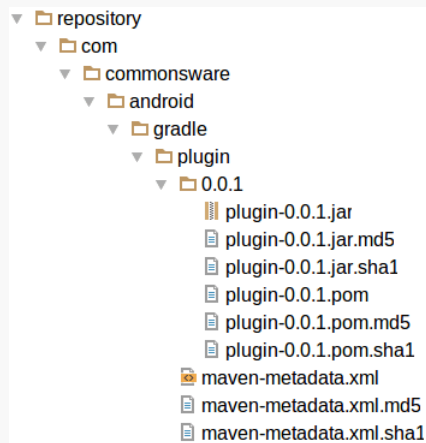 repository
com
commonsware
android
gradle
plugin
0.0.1
plugin-0.0.1.jar
plugin-0.0.1.jar.md5
plugin-0.0.1.jar.sha1
plugin-0.0.1.pom
plugin-0.0.1.pom.md5
plugin-0.0.1.pom.sha1
maven-metadata.xml
maven-metadata.xml.md5
maven-metadata.xml.sha1